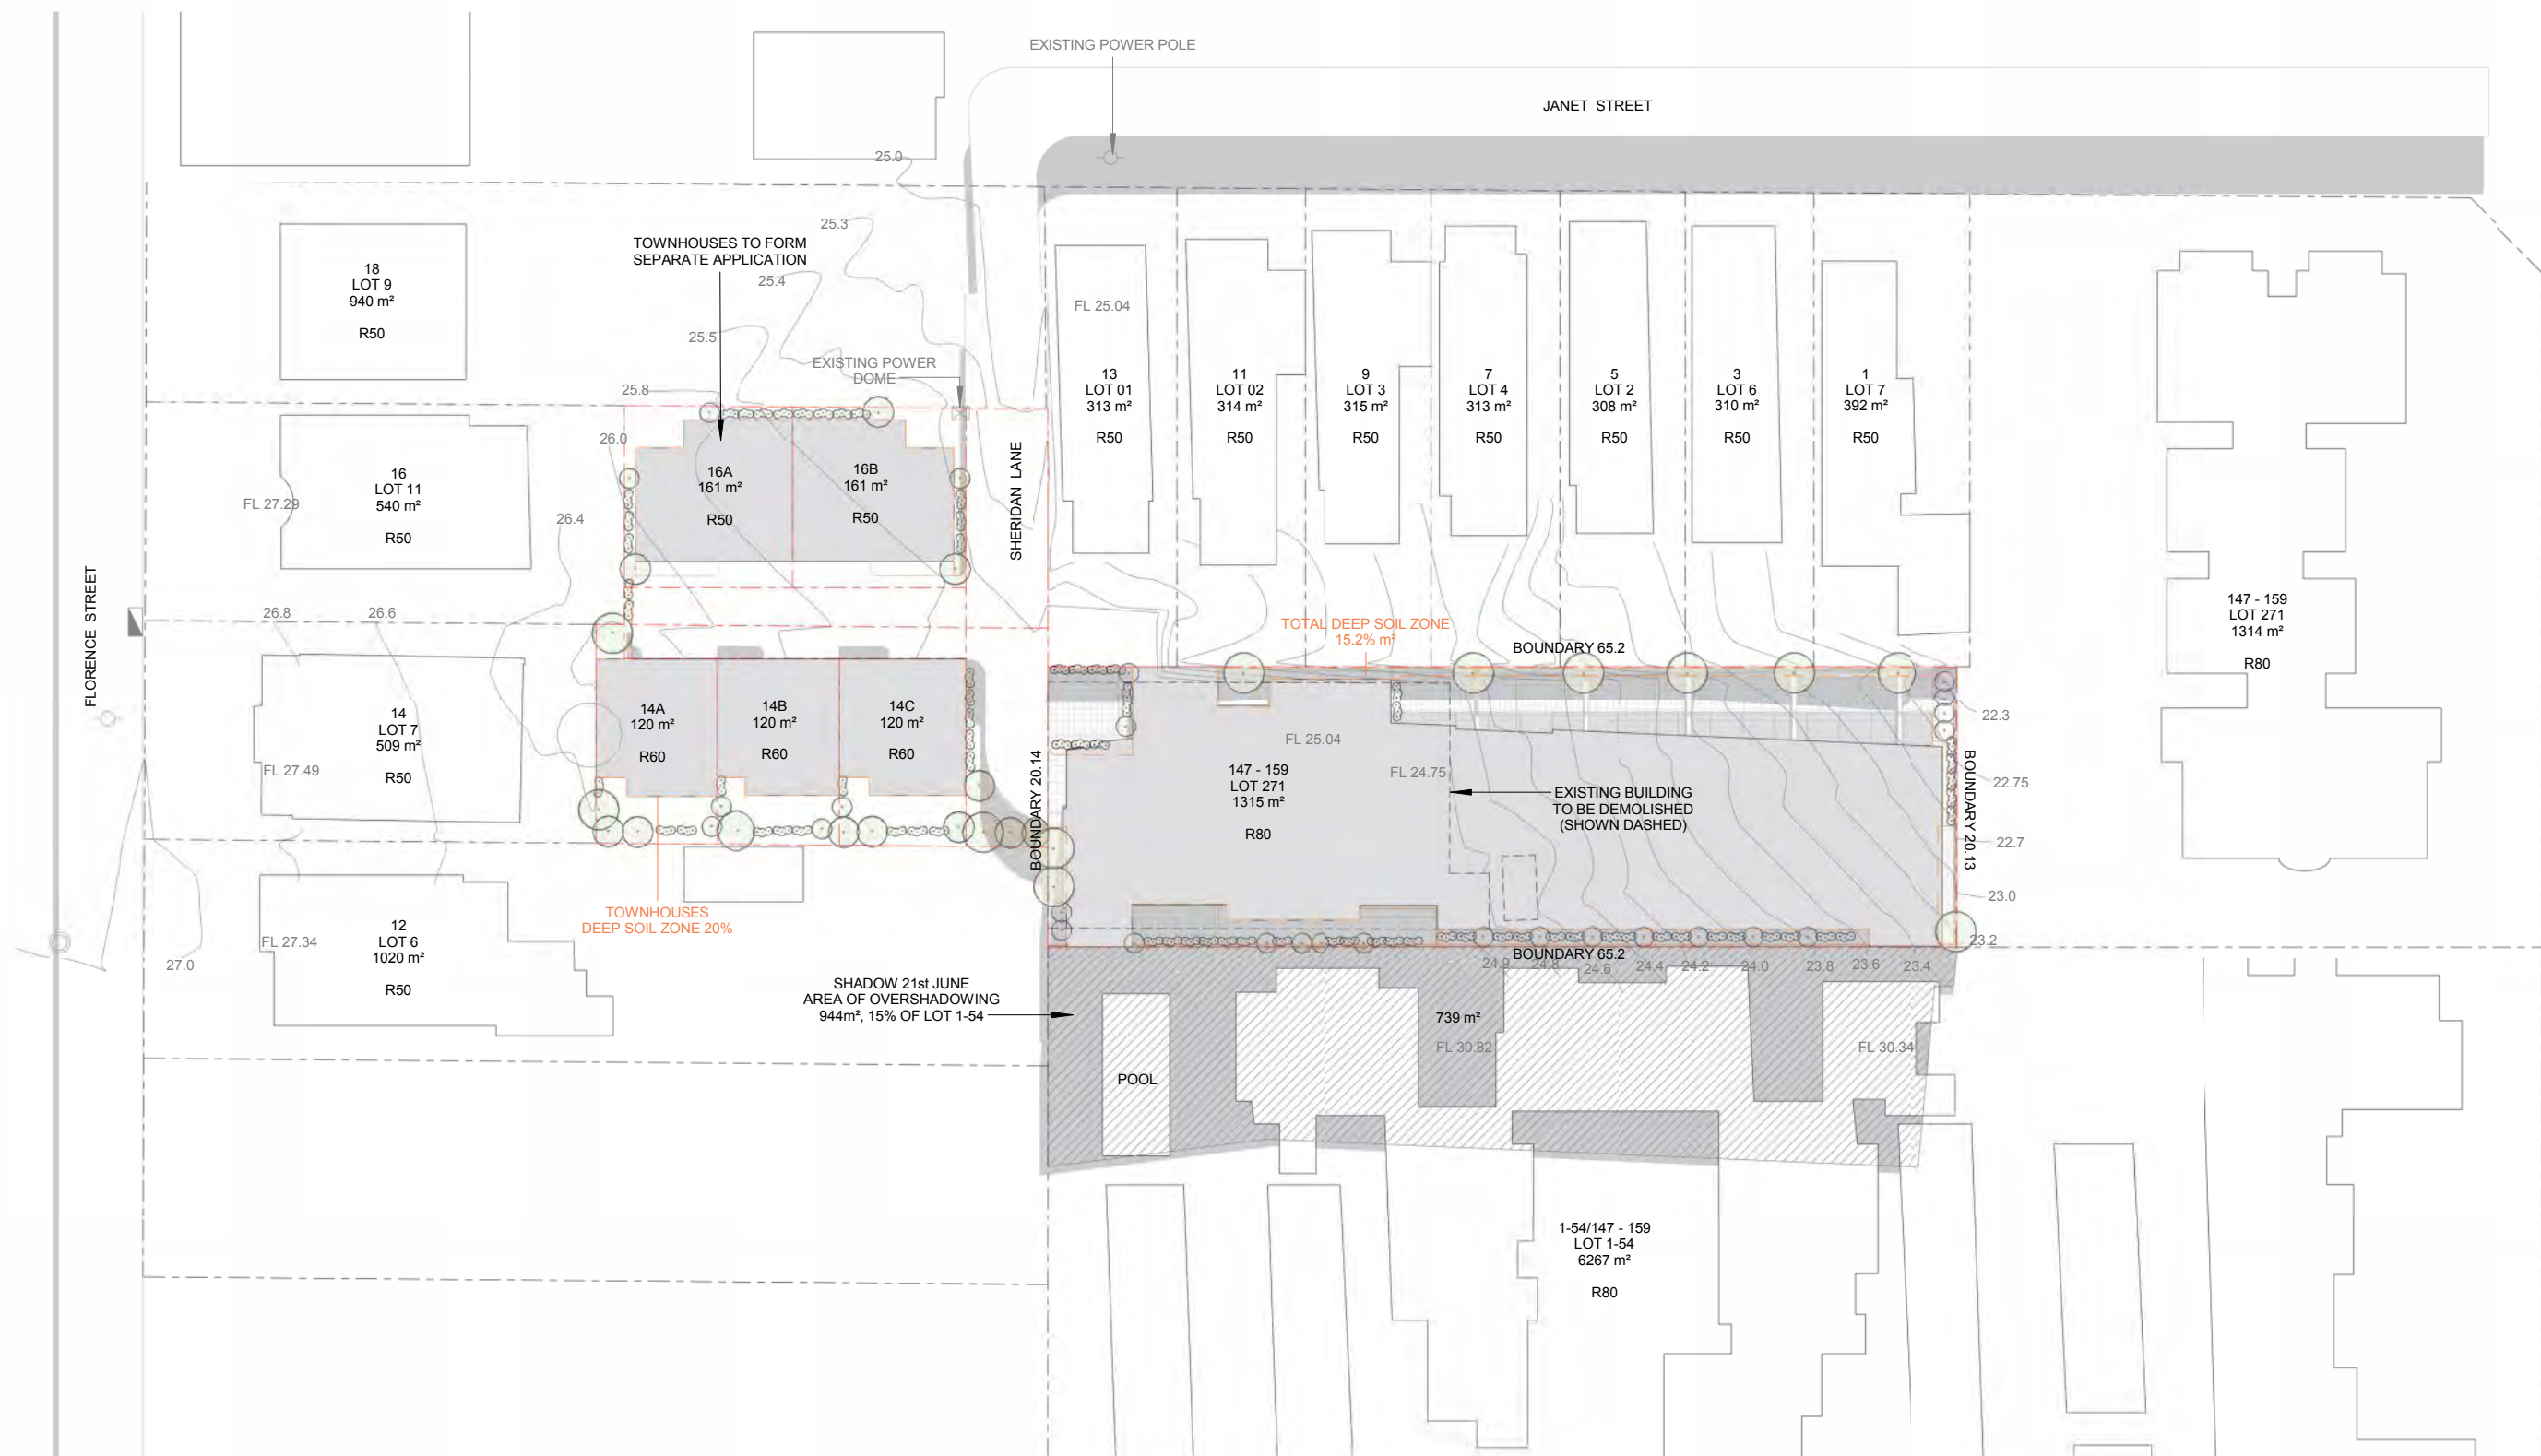 EXISTING POWER POLE
JANET STREET
25.0
25.3
TOWNHOUSES TO FORM
SEPARATE APPLICATION
25.4
25.5
EXISTING POWER
DOME
25.8
26.0
26.4
18
LOT 9
940 m²
R50
16
LOT 11
540 m²
R50
FL 27.29
16A
161 m²
R50
16B
161 m²
R50
SHERIDAN LANE
FL 25.04
13
LOT 01
313 m²
R50
11
LOT 02
314 m²
R50
9
LOT 3
315 m²
R50
7
LOT 4
313 m²
R50
5
LOT 2
308 m²
R50
3
LOT 6
310 m²
R50
1
LOT 7
392 m²
R50
147 - 159
LOT 271
1314 m²
R80
FLORENCE STREET
26.8
26.6
14
LOT 7
509 m²
R50
FL 27.49
14A
120 m²
R60
14B
120 m²
R60
14C
120 m²
R60
TOTAL DEEP SOIL ZONE
15.2% m²
BOUNDARY 65.2
BOUNDARY 20.14
FL 25.04
FL 24.75
147 - 159
LOT 271
1315 m²
R80
EXISTING BUILDING
TO BE DEMOLISHED
(SHOWN DASHED)
BOUNDARY 20.13
22.3
22.75
22.7
23.0
23.2
TOWNHOUSES
DEEP SOIL ZONE 20%
12
LOT 6
1020 m²
R50
FL 27.34
27.0
BOUNDARY 65.2
24.9
24.8
24.6
24.4
24.2
24.0
23.8
23.6
23.4
SHADOW 21st JUNE
AREA OF OVERSHADOWING
944m², 15% OF LOT 1-54
739 m²
FL 30.82
FL 30.34
POOL
1-54/147 - 159
LOT 1-54
6267 m²
R80